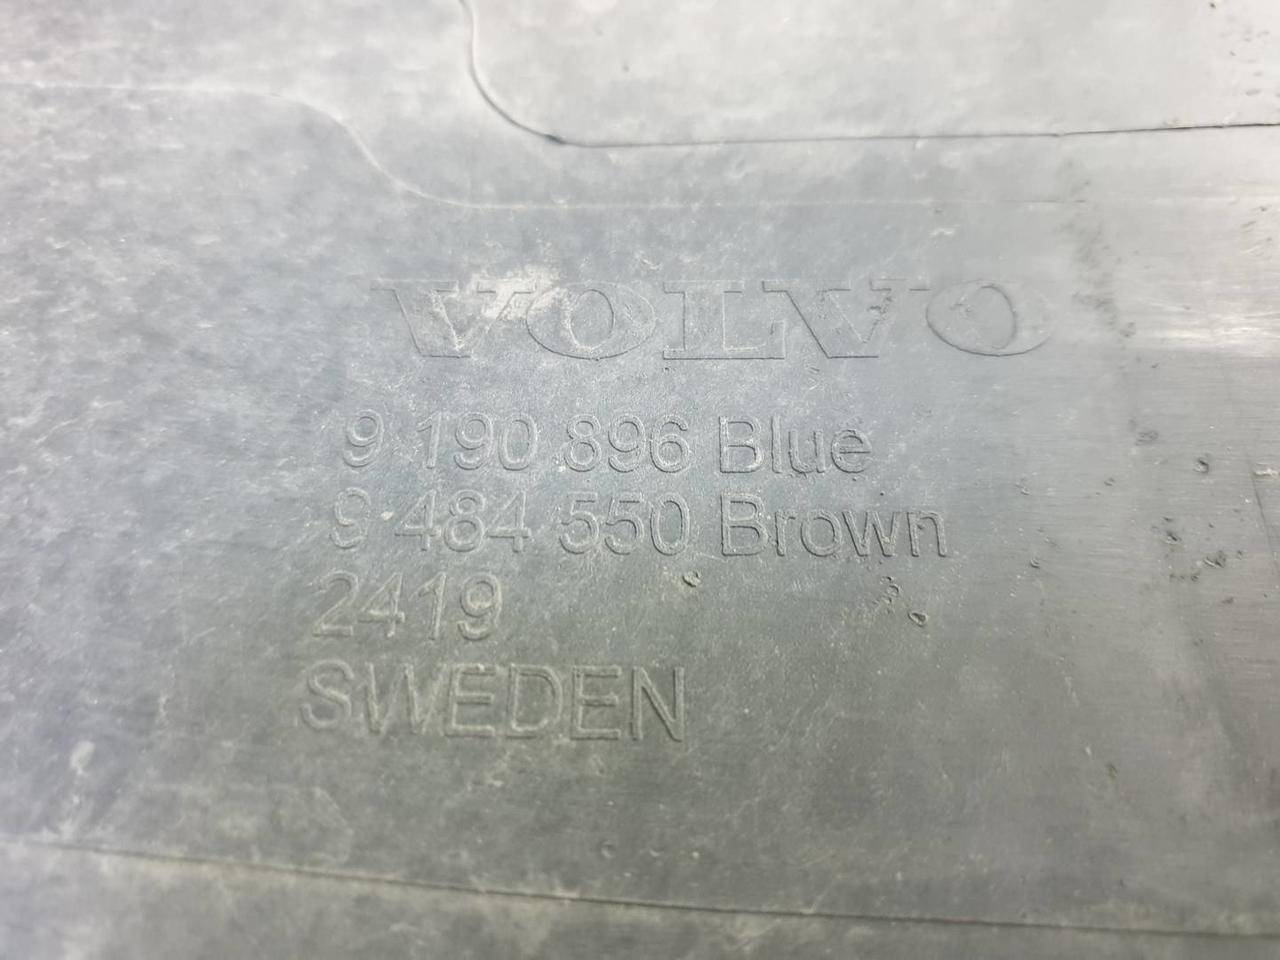 VOLVO
9 190 896 Blue
9 484 550 Brown
2419
SWEDEN